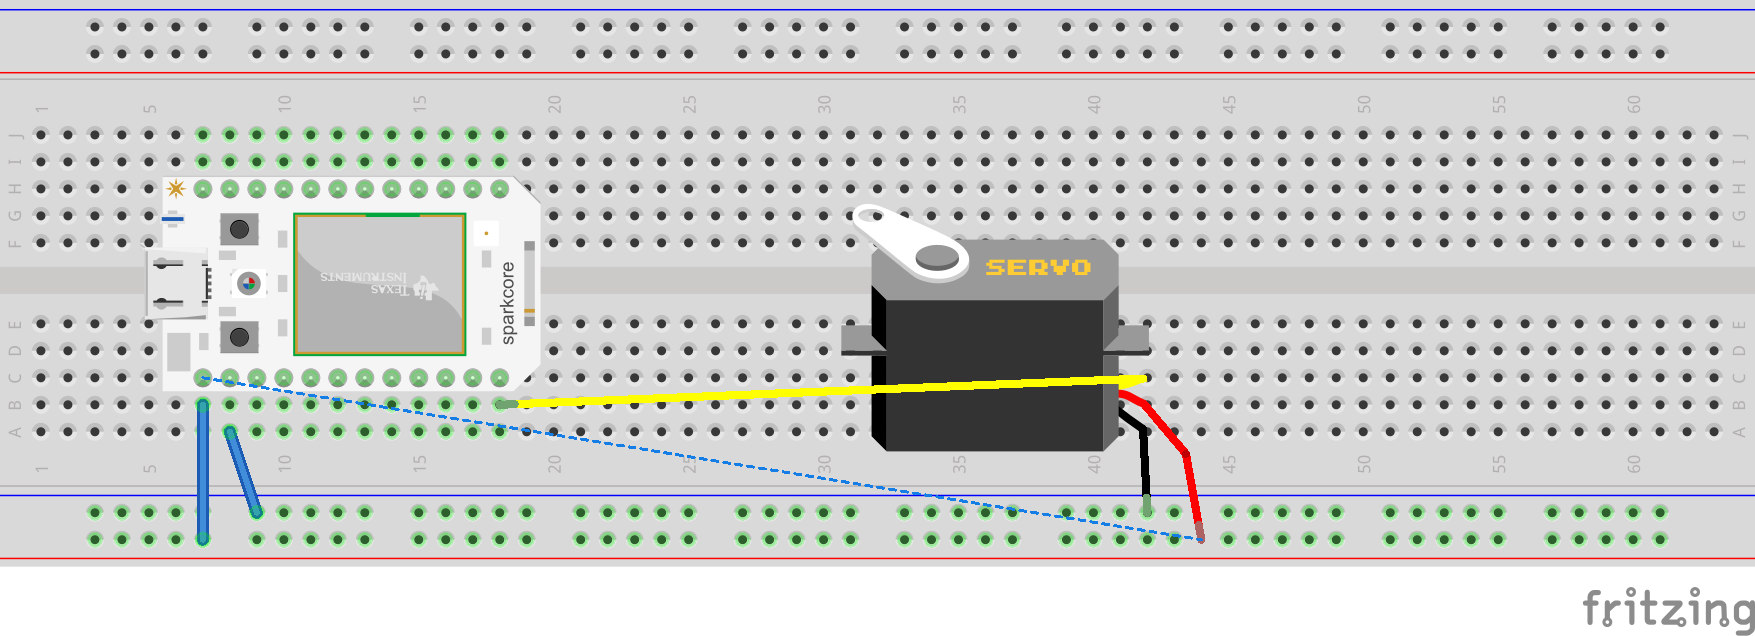 1 5 10 15 20 25 30 35 40 45 50 55 60
J J
I I
H H
G G
F F
TEXAS
INSTRUMENTS
sparkcore
SERVO
E E
D D
C C
B B
A A
1 5 10 15 20 25 30 35 40 45 50 55 60
fritzing